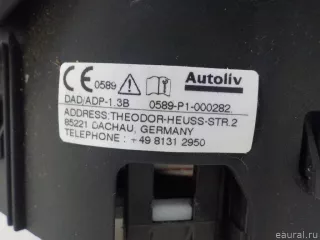 CE 0589 Autoliv
DAD/ADP-1.3B 0589-P1-000282
ADDRESS:THEODOR-HEUSS-STR.2
85221 DACHAU, GERMANY
TELEPHONE : +49 8131 2950
© eaural.ru